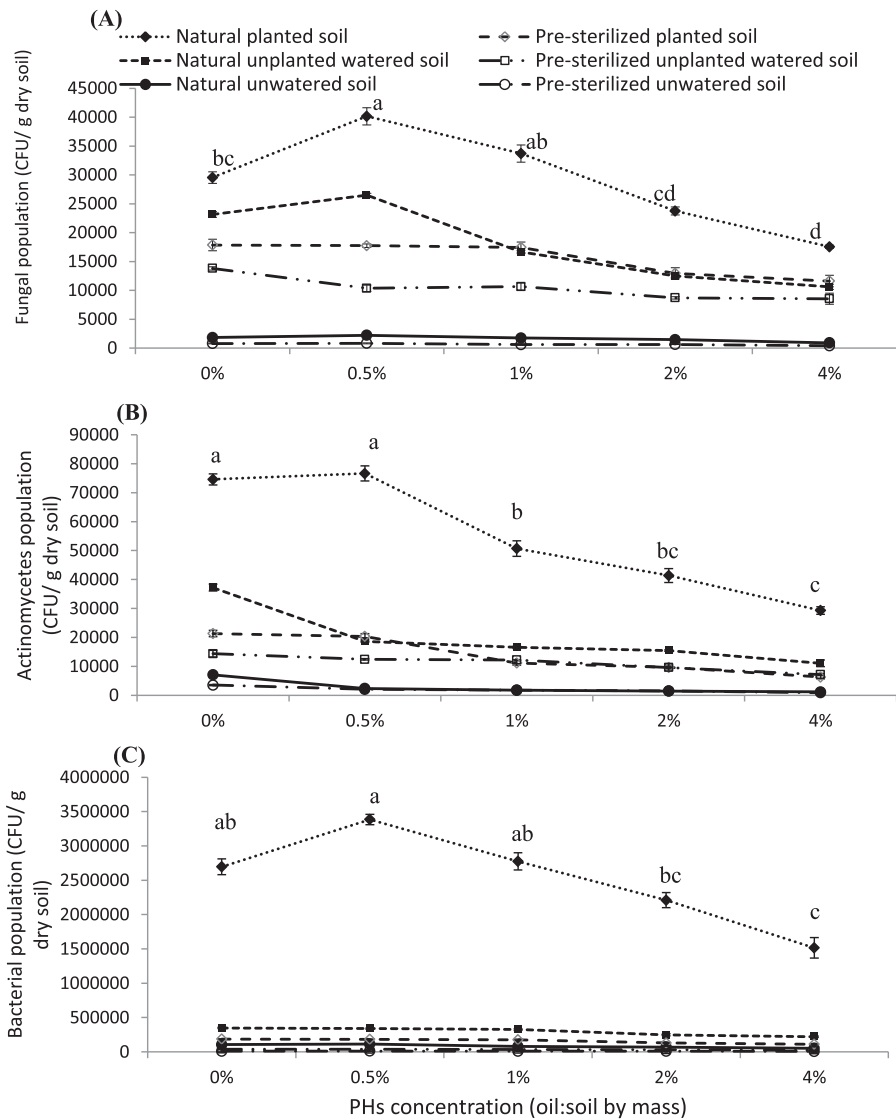 (A)
Natural planted soil
Pre-sterilized planted soil
Natural unplanted watered soil
Pre-sterilized unplanted watered soil
Natural unwatered soil
Pre-sterilized unwatered soil
Fungal population (CFU/ g dry soil)
45000
40000
35000
30000
25000
20000
15000
10000
5000
0
bc
a
ab
cd
d
0% 0.5% 1% 2% 4%
(B)
Actinomycetes population
(CFU/ g dry soil)
90000
80000
70000
60000
50000
40000
30000
20000
10000
0
a
a
b
bc
c
0% 0.5% 1% 2% 4%
(C)
Bacterial population (CFU/ g
dry soil)
4000000
3500000
3000000
2500000
2000000
1500000
1000000
500000
0
ab
a
ab
bc
c
0% 0.5% 1% 2% 4%
PHs concentration (oil:soil by mass)